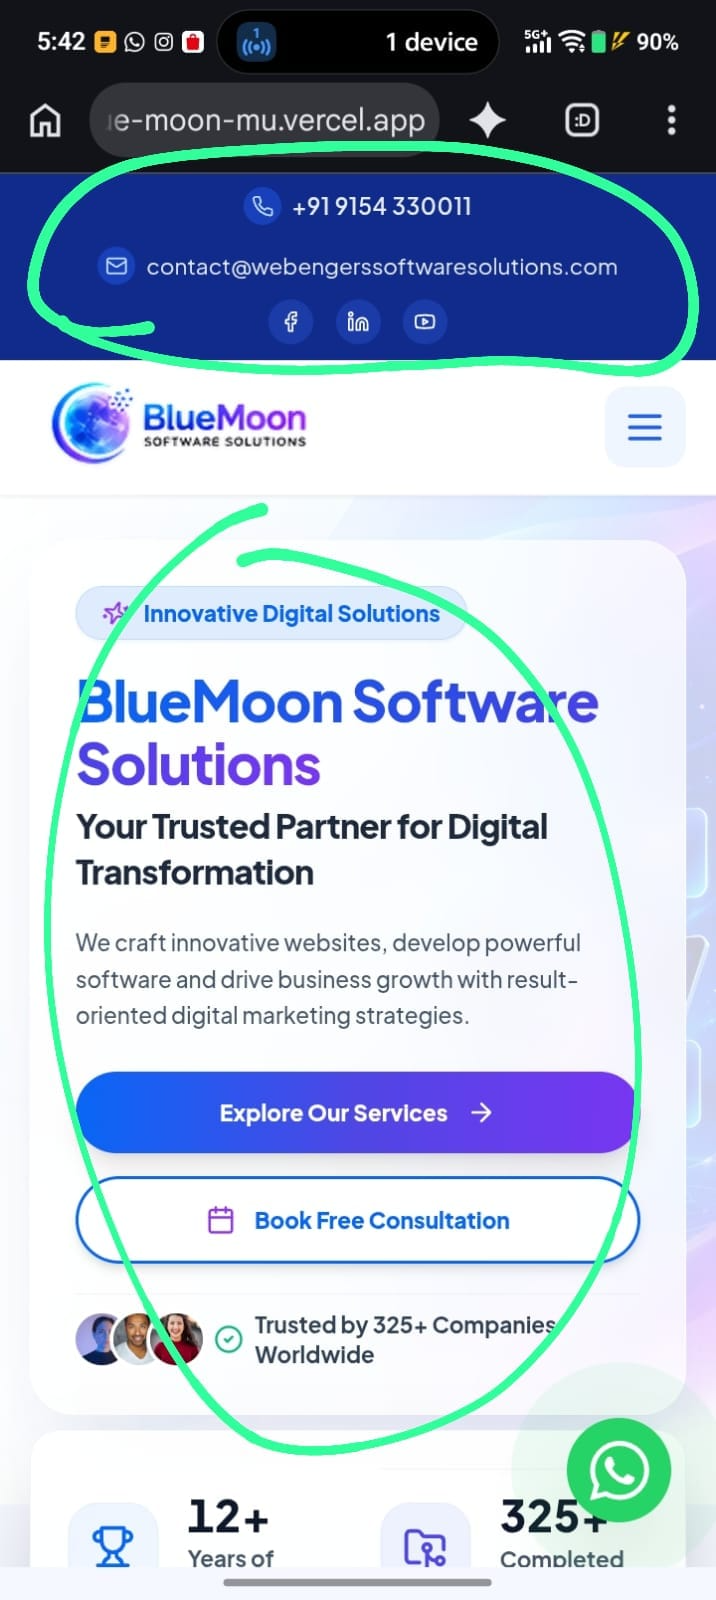 5:42
1
1 device
5G+
90%
e-moon-mu.vercel.app
:D
+91 9154 330011
contact@webengerssoftwaresolutions.com
BlueMoon
SOFTWARE SOLUTIONS
Innovative Digital Solutions
BlueMoon Software
Solutions
Your Trusted Partner for Digital
Transformation
We craft innovative websites, develop powerful
software and drive business growth with result-
oriented digital marketing strategies.
Explore Our Services
Book Free Consultation
Trusted by 325+ Companies
Worldwide
12+
325+
Years of
Completed